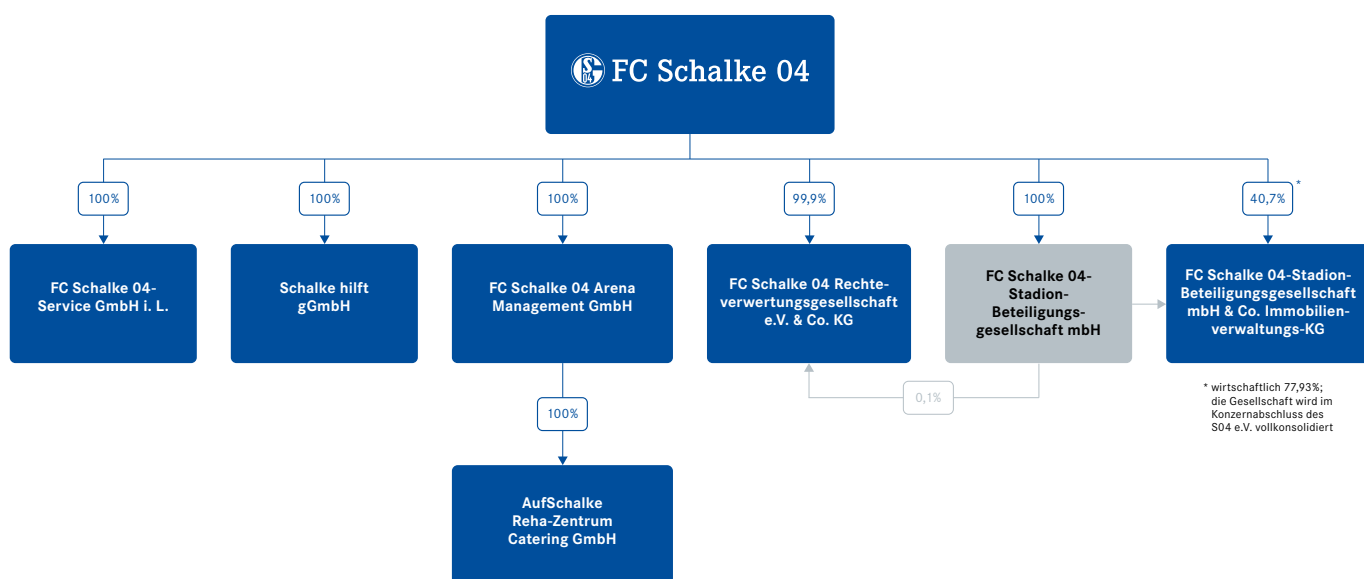 S04 FC Schalke 04
100%
100%
100%
99,9%
100%
40,7% *
FC Schalke 04-
Service GmbH i. L.
Schalke hilft
gGmbH
FC Schalke 04 Arena
Management GmbH
FC Schalke 04 Rechte-
verwertungsgesellschaft
e.V. & Co. KG
FC Schalke 04-
Stadion-
Beteiligungs-
gesellschaft mbH
FC Schalke 04-Stadion-
Beteiligungsgesellschaft
mbH & Co. Immobilien-
verwaltungs-KG
0,1%
* wirtschaftlich 77,93%;
die Gesellschaft wird im
Konzernabschluss des
S04 e.V. vollkonsolidiert
100%
AufSchalke
Reha-Zentrum
Catering GmbH